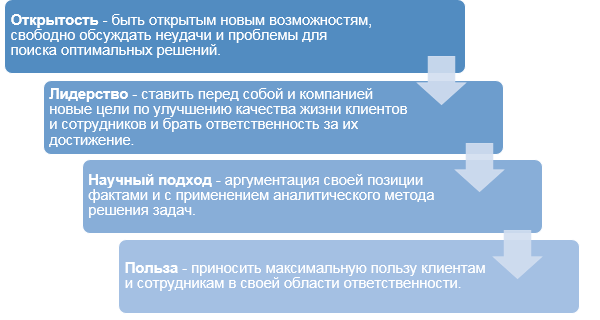 Открытость - быть открытым новым возможностям,
свободно обсуждать неудачи и проблемы для
поиска оптимальных решений.
Лидерство - ставить перед собой и компанией
новые цели по улучшению качества жизни клиентов
и сотрудников и брать ответственность за их
достижение.
Научный подход - аргументация своей позиции
фактами и с применением аналитического метода
решения задач.
Польза - приносить максимальную пользу клиентам
и сотрудникам в своей области ответственности.